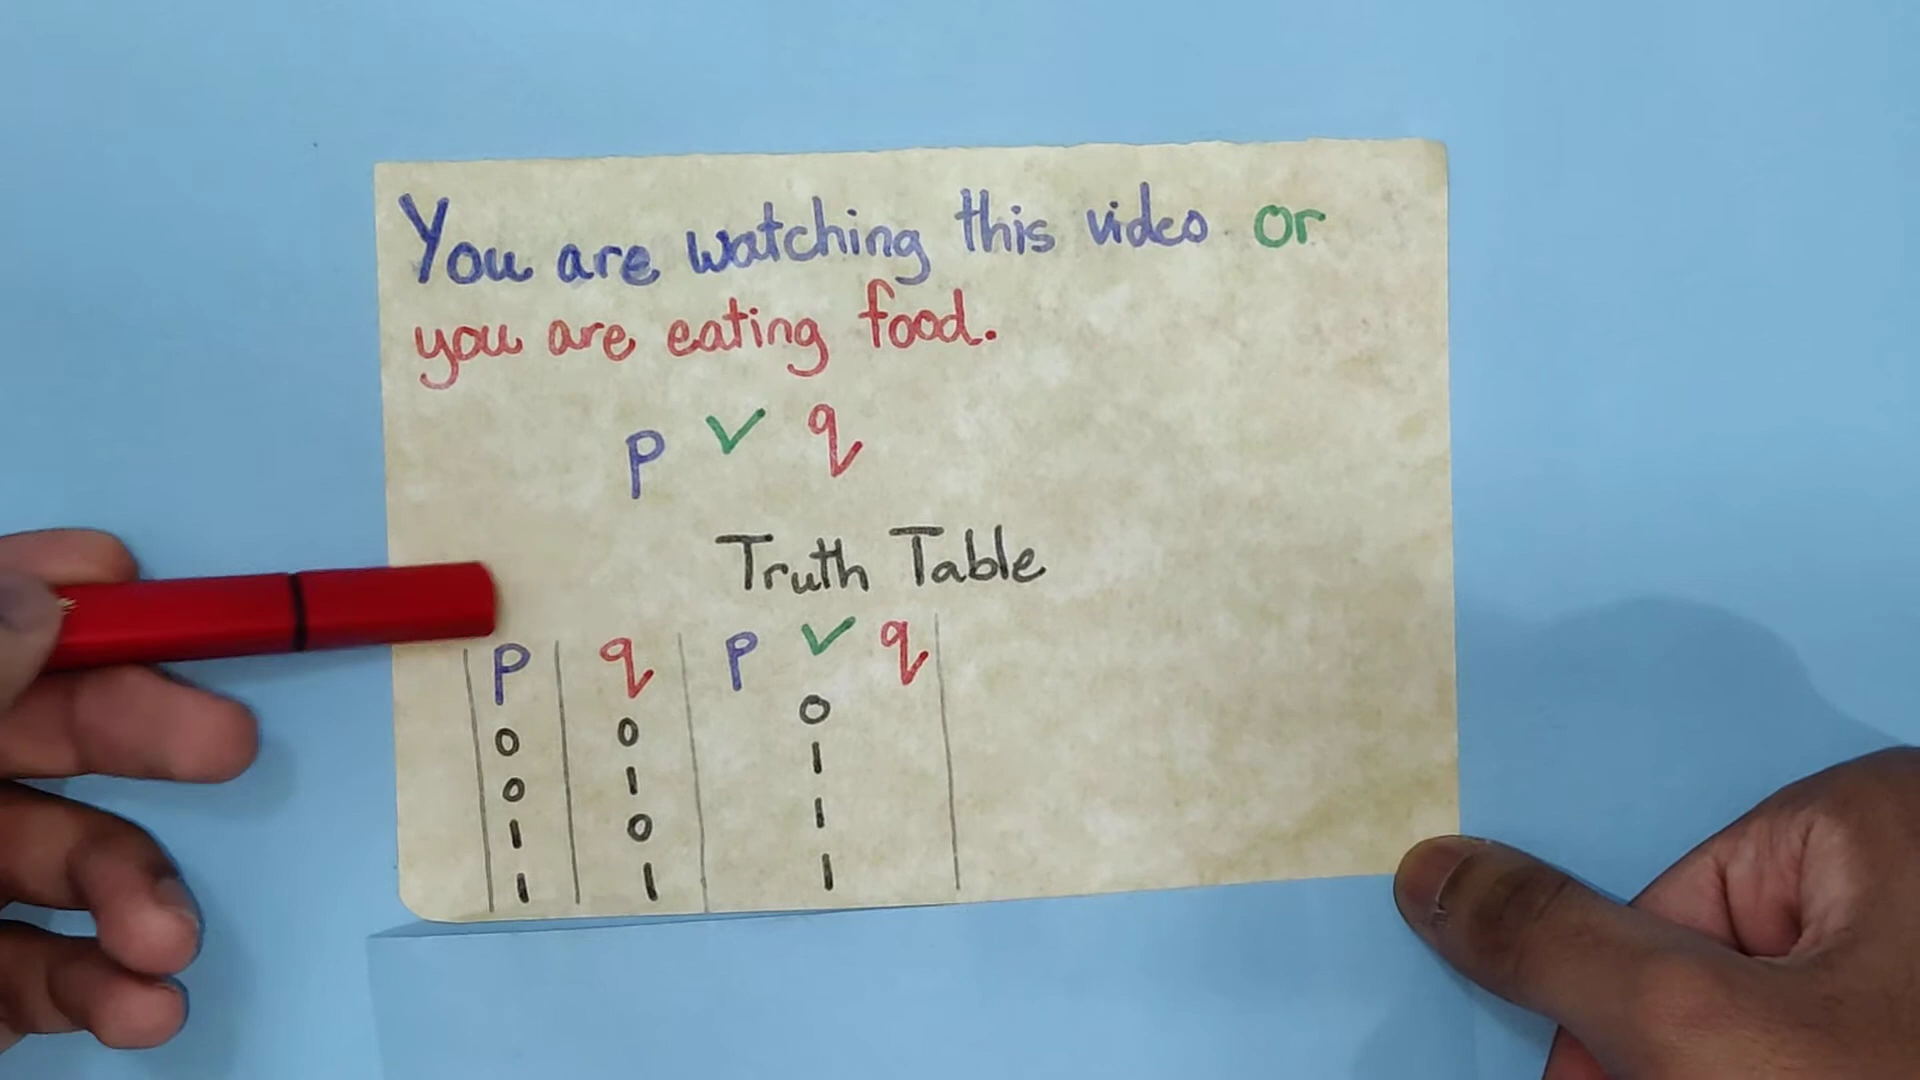 You are watching this video or
you are eating food.
p ∨ q
Truth Table
p q p ∨ q
0 0 0
0 1 1
1 0 1
1 1 1